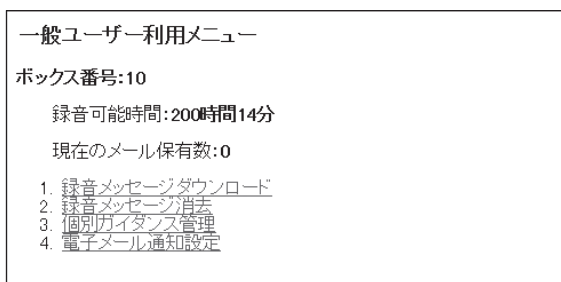 一般ユーザー利用メニュー
ボックス番号:10
録音可能時間:200時間14分
現在のメール保有数:0
1. 録音メッセージダウンロード
2. 録音メッセージ消去
3. 個別ガイダンス管理
4. 電子メール通知設定